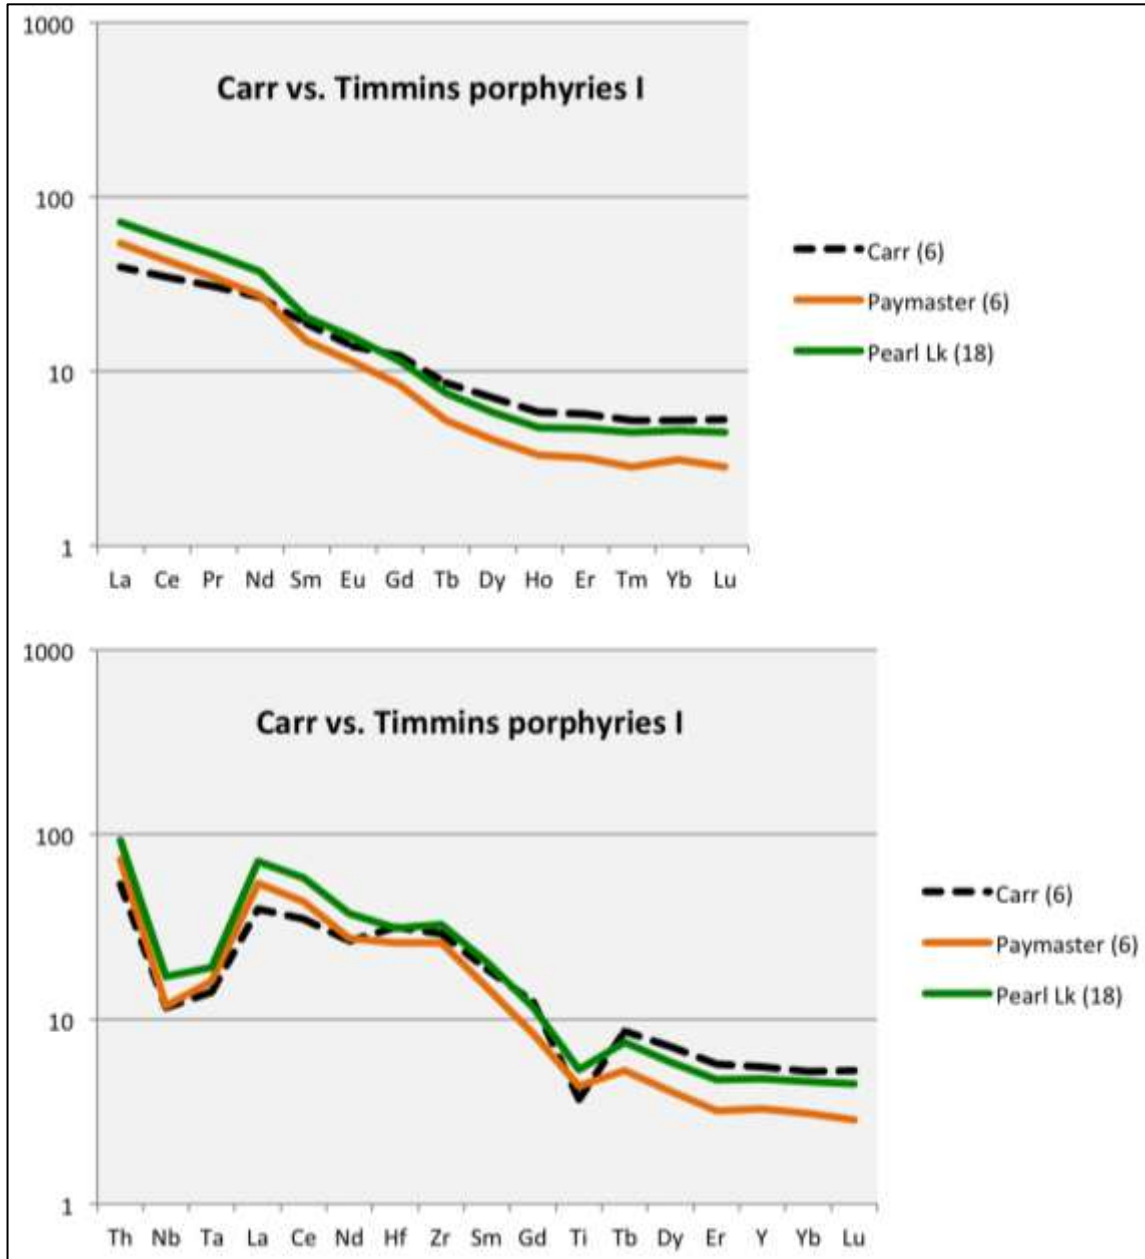 1000
Carr vs. Timmins porphyries I
100
10
1
La Ce Pr Nd Sm Eu Gd Tb Dy Ho Er Tm Yb Lu
Carr (6)
Paymaster (6)
Pearl Lk (18)
1000
Carr vs. Timmins porphyries I
100
10
1
Th Nb Ta La Ce Nd Hf Zr Sm Gd Ti Tb Dy Er Y Yb Lu
Carr (6)
Paymaster (6)
Pearl Lk (18)